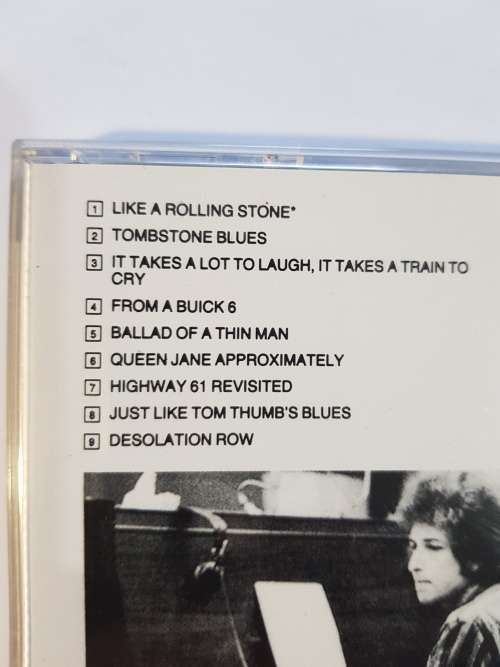 1 LIKE A ROLLING STONE*
2 TOMBSTONE BLUES
3 IT TAKES A LOT TO LAUGH, IT TAKES A TRAIN TO
CRY
4 FROM A BUICK 6
5 BALLAD OF A THIN MAN
6 QUEEN JANE APPROXIMATELY
7 HIGHWAY 61 REVISITED
8 JUST LIKE TOM THUMB'S BLUES
9 DESOLATION ROW